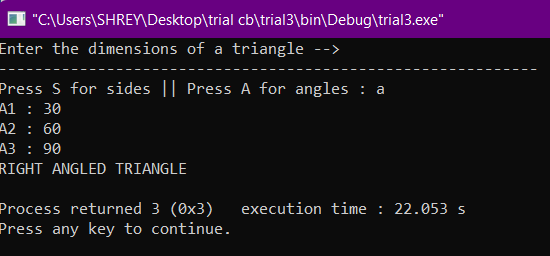 "C:\Users\SHREY\Desktop\trial cb\trial3\bin\Debug\trial3.exe"
Enter the dimensions of a triangle -->
------------------------------------------------------------
Press S for sides || Press A for angles : a
A1 : 30
A2 : 60
A3 : 90
RIGHT ANGLED TRIANGLE
Process returned 3 (0x3)   execution time : 22.053 s
Press any key to continue.